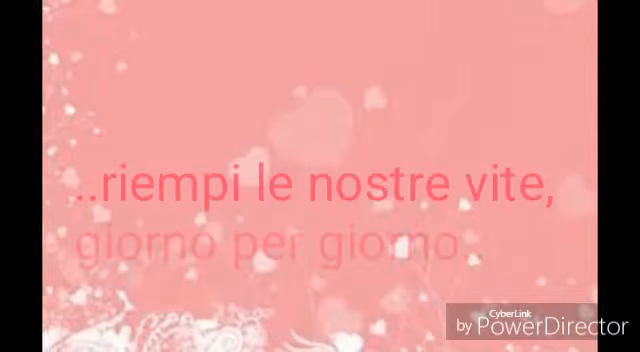 ..riempi le nostre vite,
giorno per giorno..
CyberLink
by PowerDirector